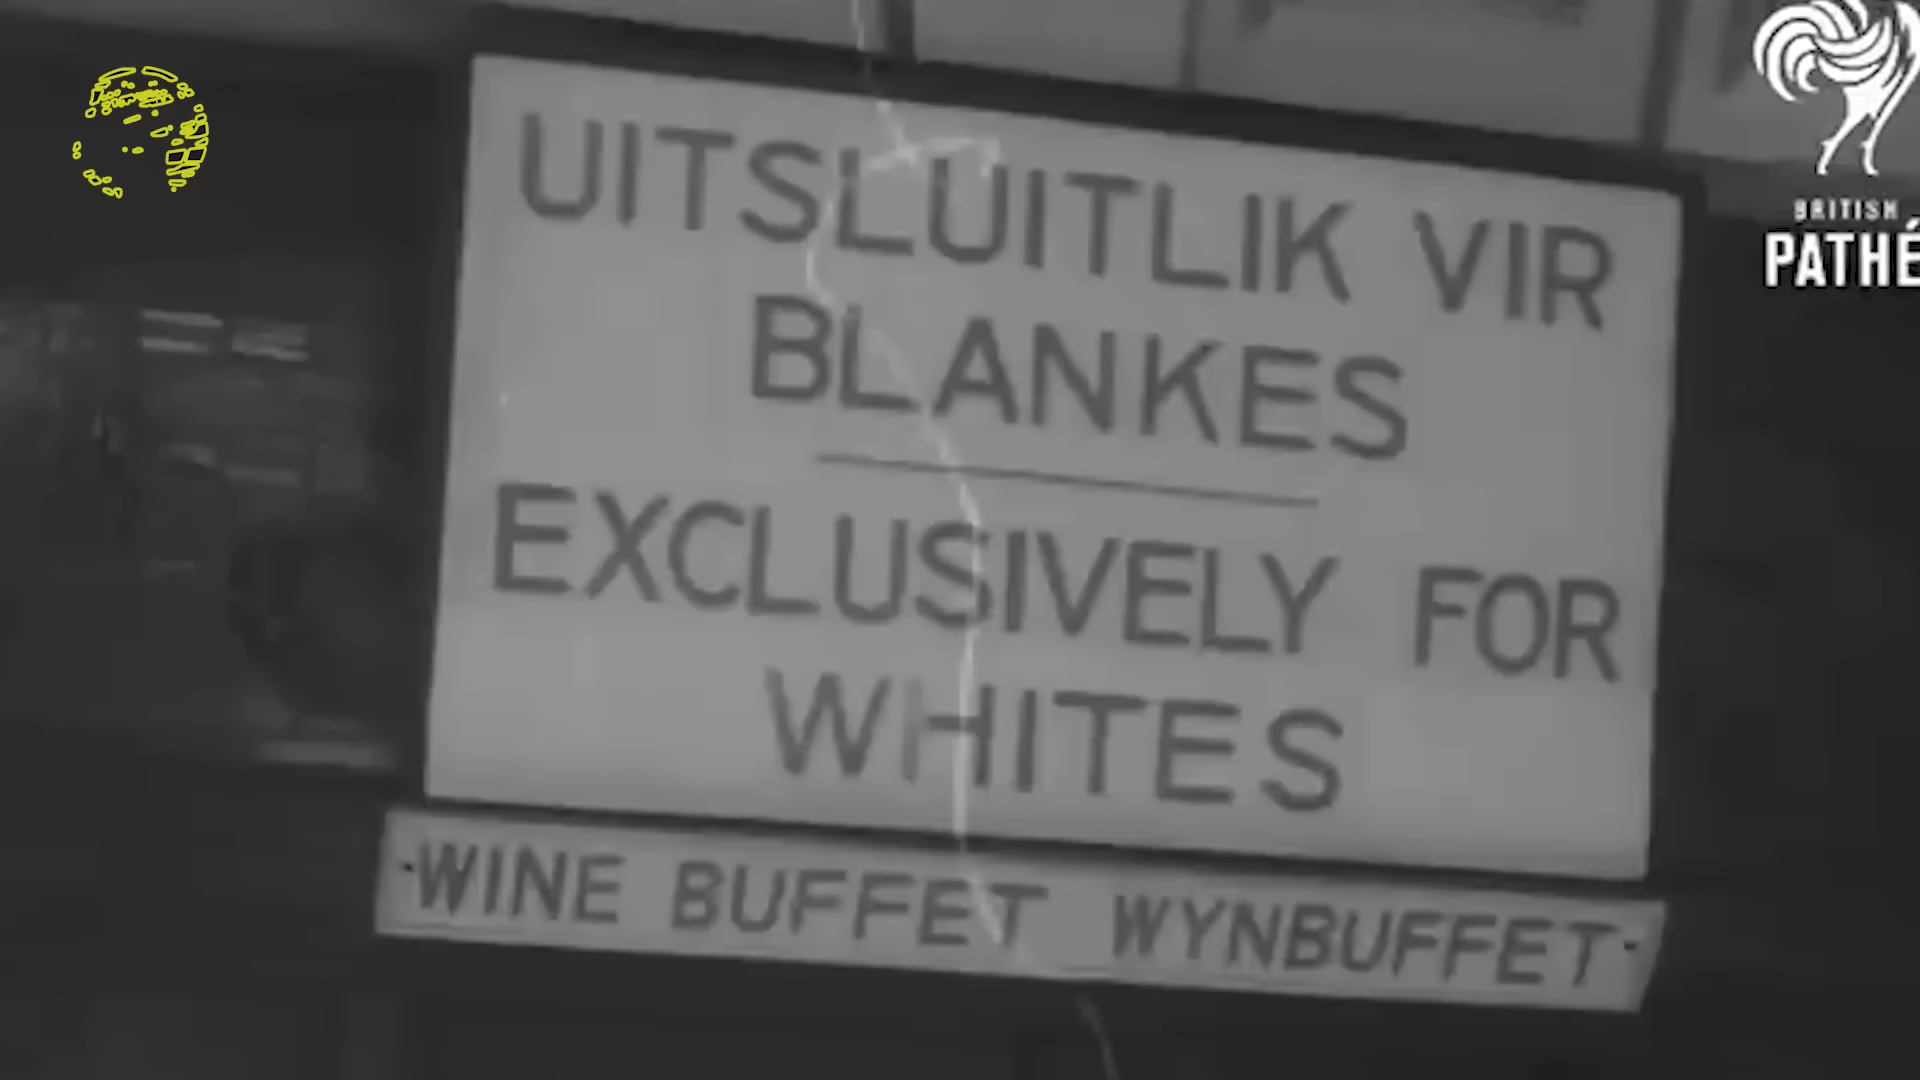 UITSLUITLIK VIR
BLANKES
EXCLUSIVELY FOR
WHITES
WINE BUFFET WYNBUFFET
BRITISH
PATHÉ